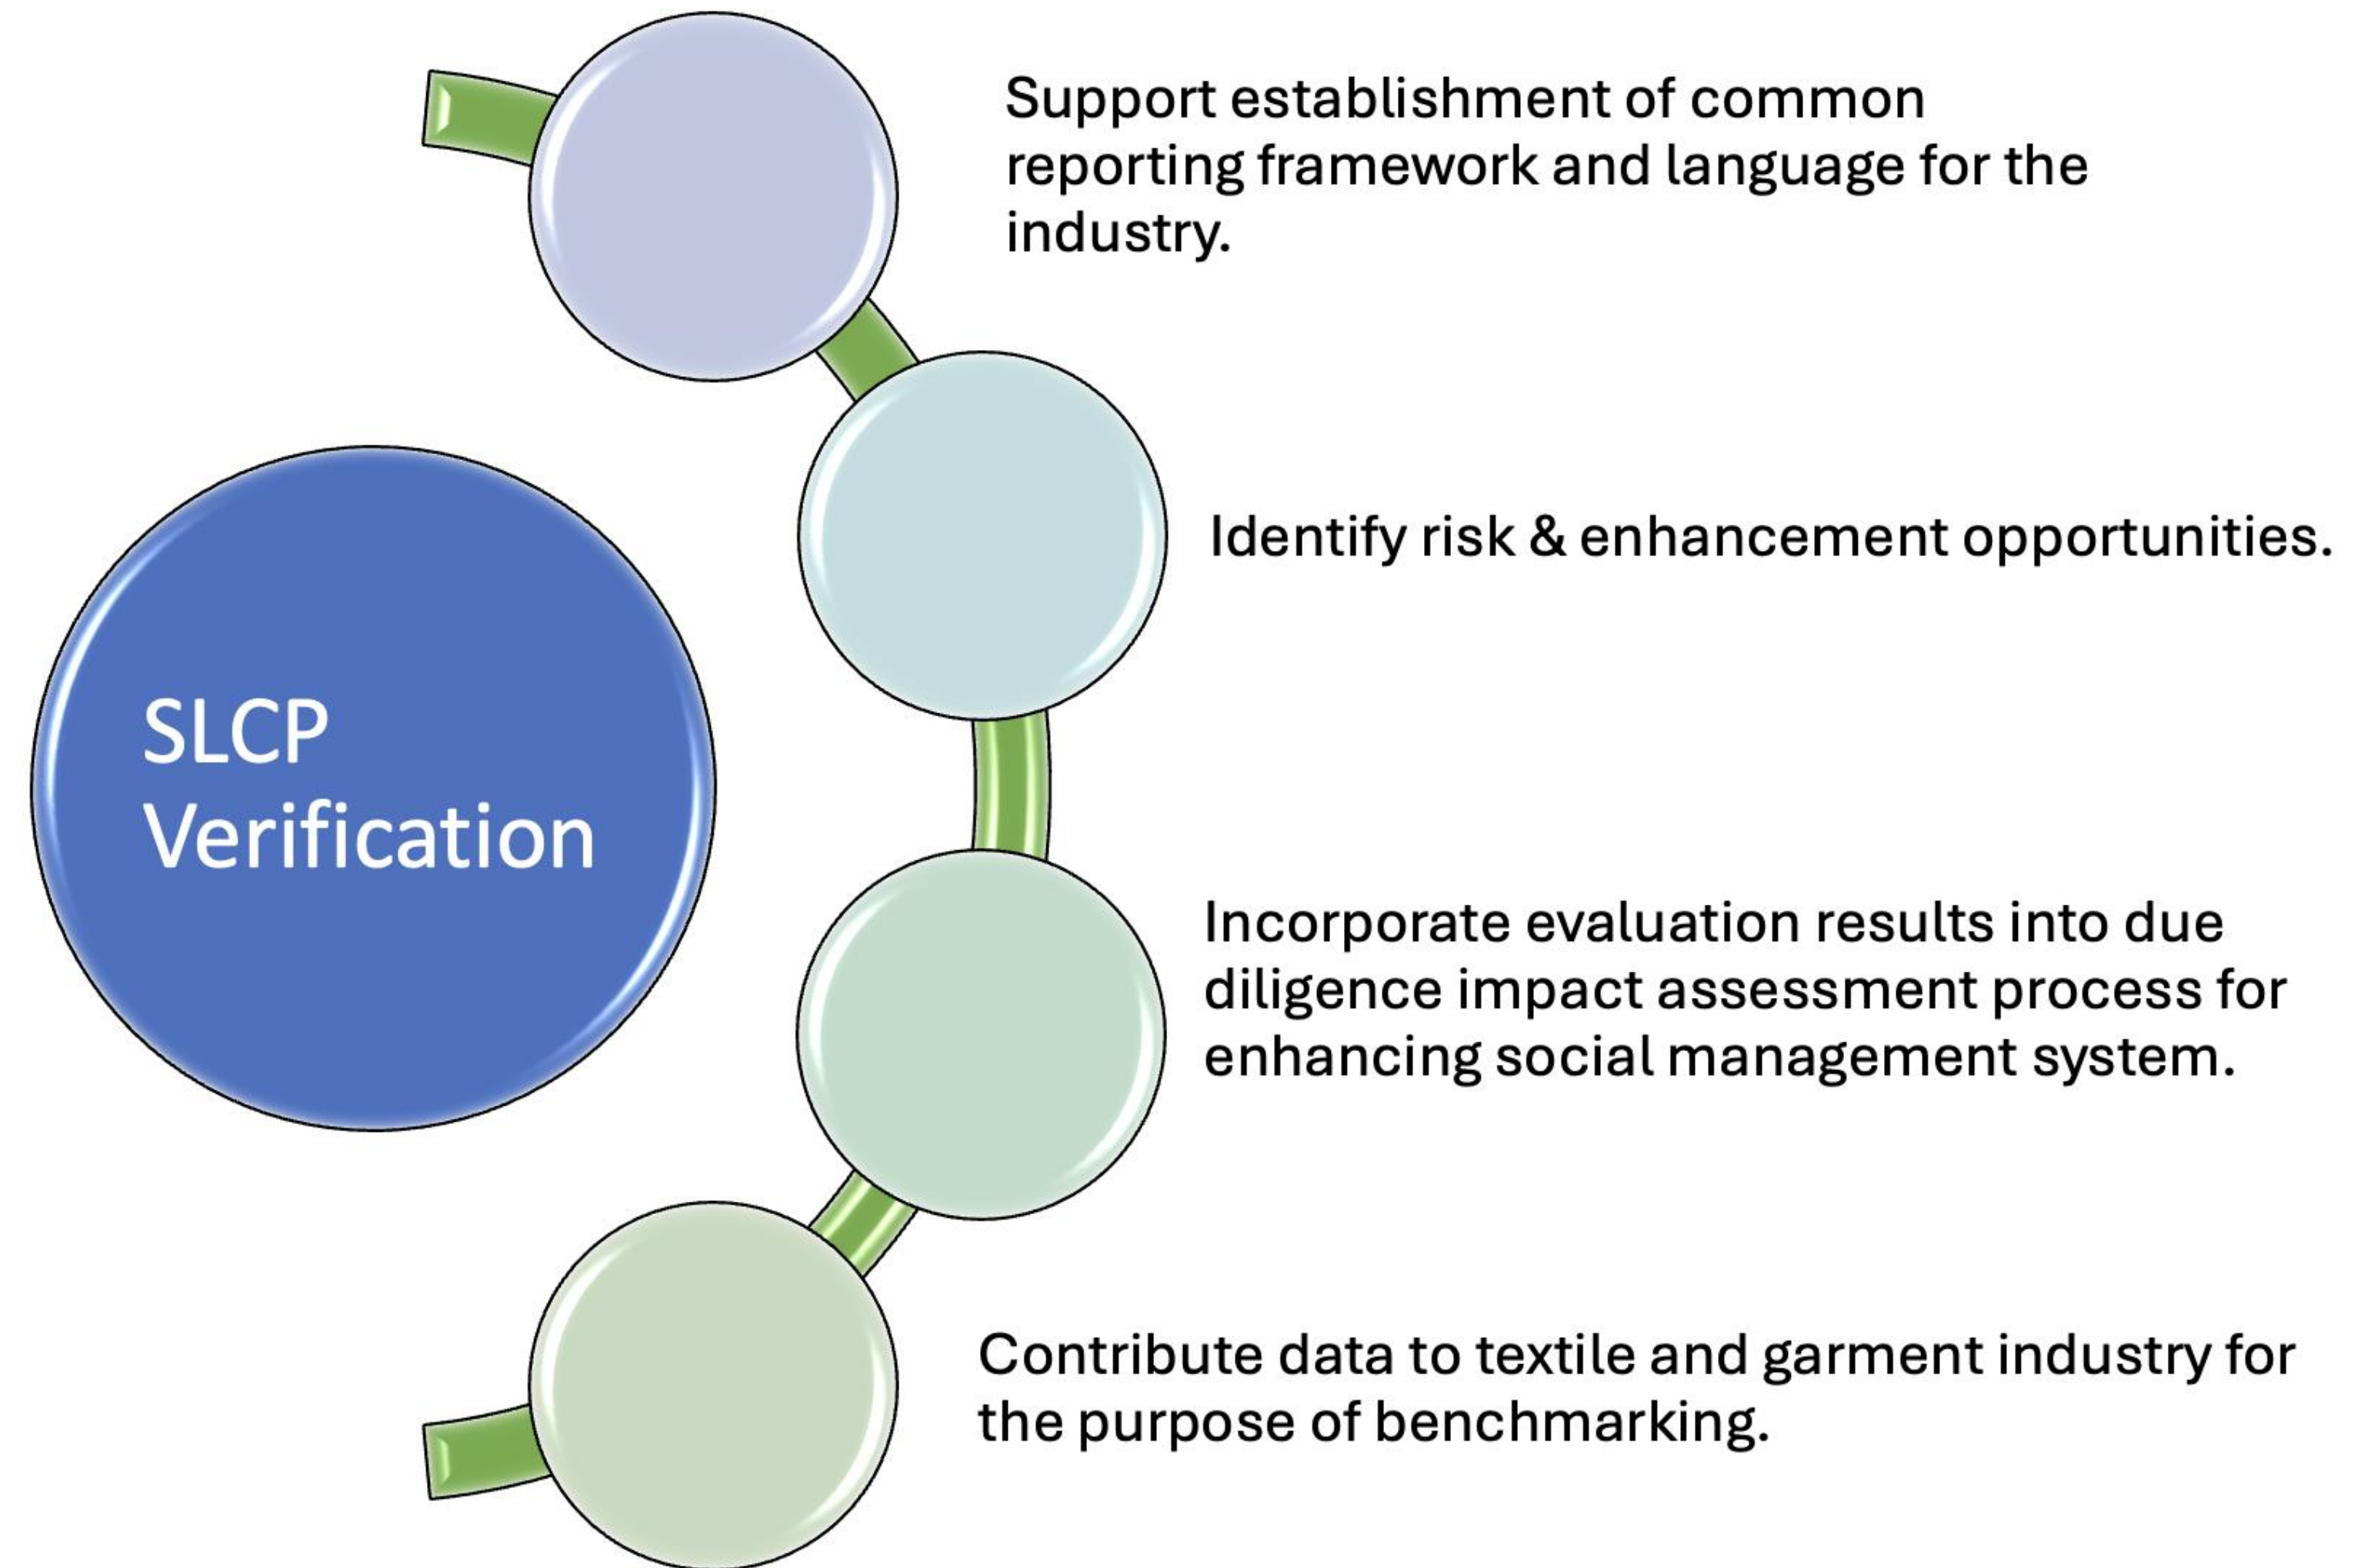 Support establishment of common
reporting framework and language for the
industry.
Identify risk & enhancement opportunities.
SLCP
Verification
Incorporate evaluation results into due
diligence impact assessment process for
enhancing social management system.
Contribute data to textile and garment industry for
the purpose of benchmarking.